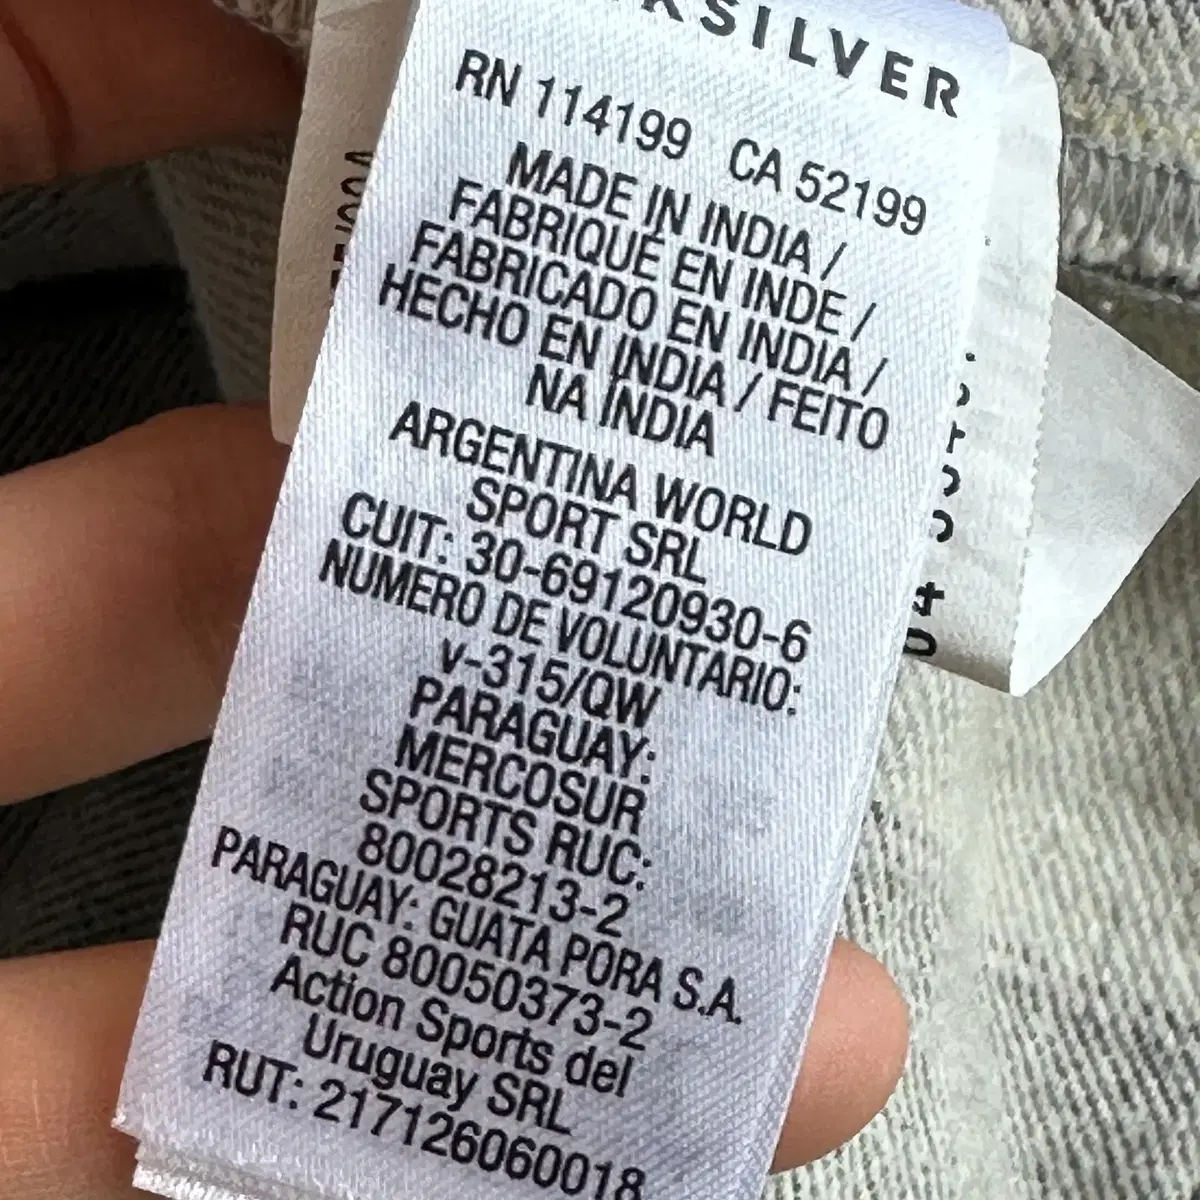 KSILVER
RN 114199 CA 52199
MADE IN INDIA /
FABRIQUÉ EN INDE /
FABRICADO EN INDIA /
HECHO EN INDIA / FEITO
NA ÍNDIA
ARGENTINA WORLD
SPORT SRL
CUIT: 30-69120930-6
NUMERO DE VOLUNTARIO:
v-315/QW
PARAGUAY:
MERCOSUR
SPORTS RUC:
80028213-2
PARAGUAY: GUATA PORA S.A.
RUC 80050373-2
Action Sports del
Uruguay SRL
RUT: 217126060018